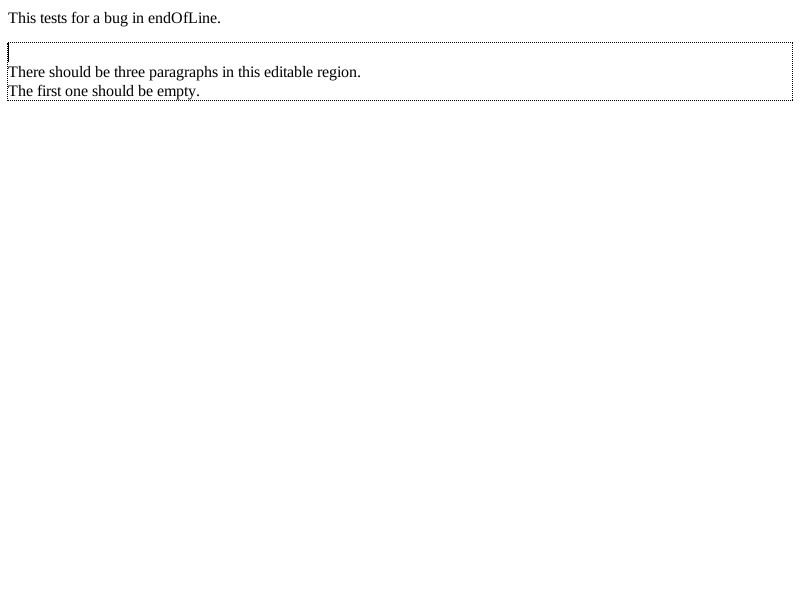 This tests for a bug in endOfLine.
There should be three paragraphs in this editable region.
The first one should be empty.